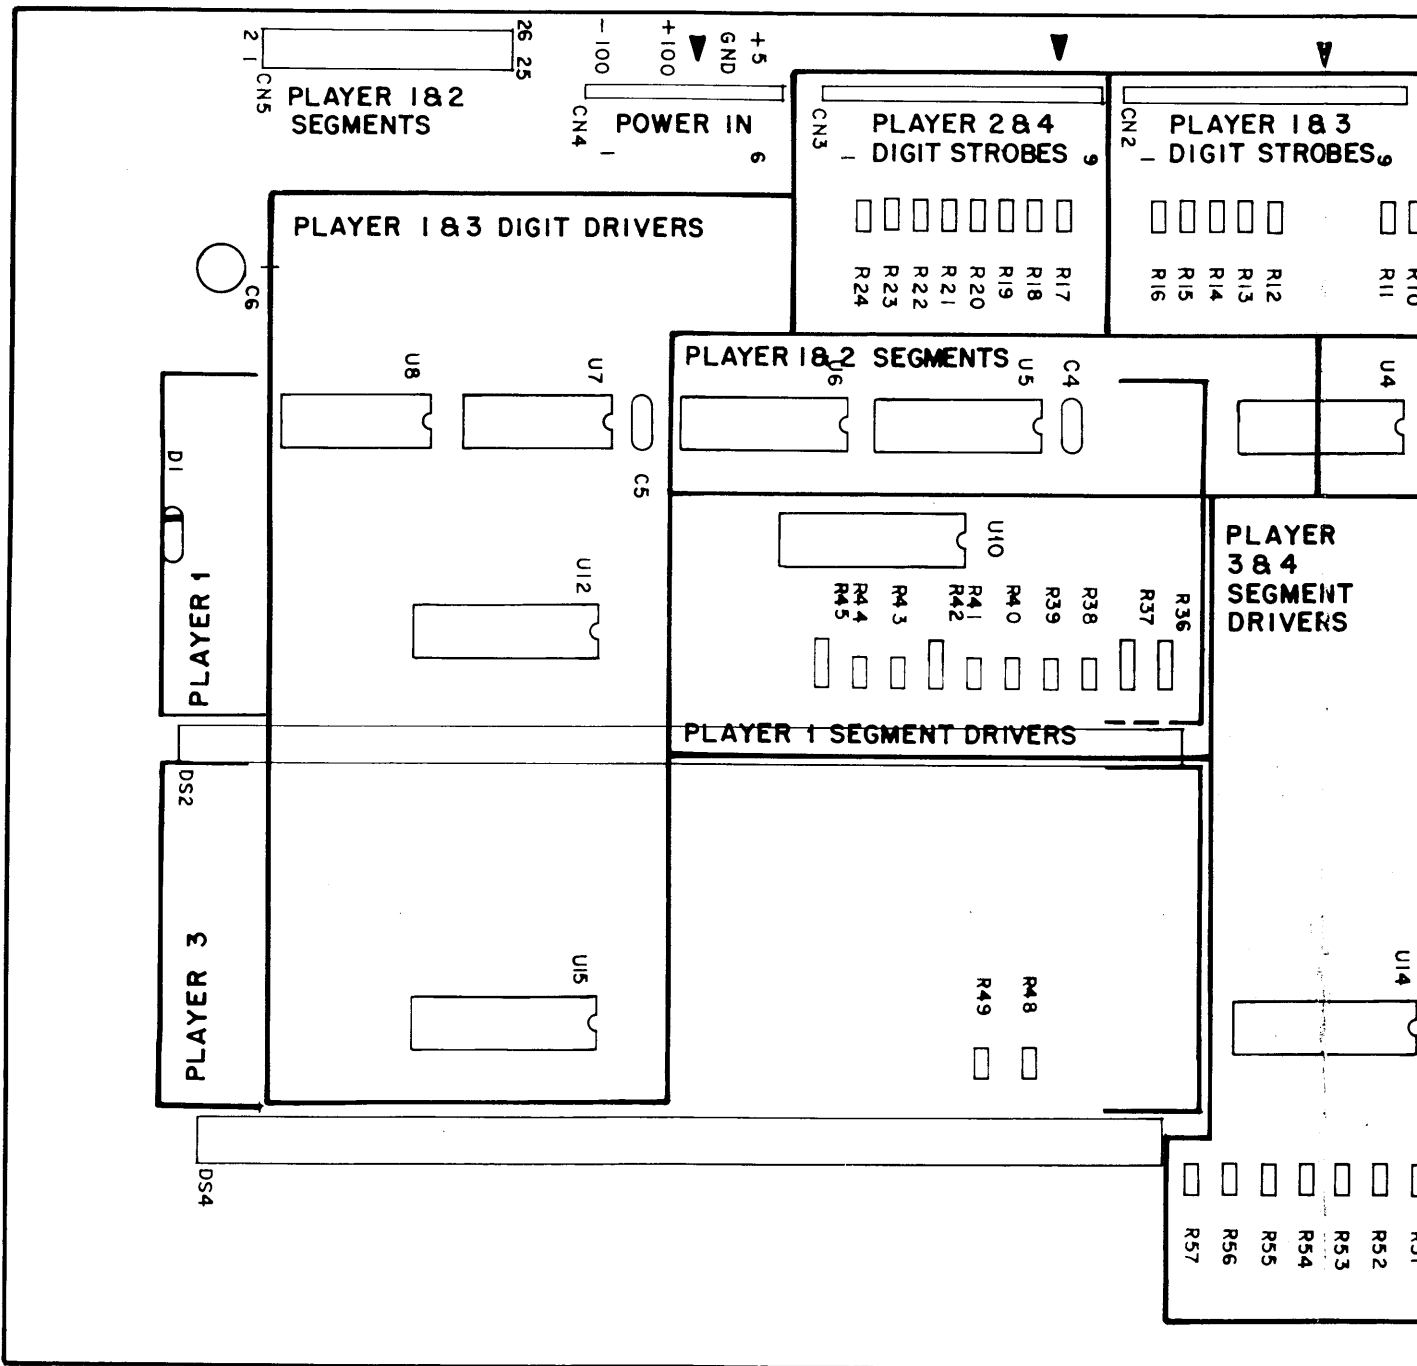 2 1
26 25
CN5
PLAYER 1&2
SEGMENTS
-100
+100
GND
+5
CN4
POWER IN
1
6
CN3
PLAYER 2&4
DIGIT STROBES
1
9
CN2
PLAYER 1&3
DIGIT STROBES
1
9
PLAYER 1&3 DIGIT DRIVERS
R24
R23
R22
R21
R20
R19
R18
R17
R16
R15
R14
R13
R12
R11
R10
C6
PLAYER 1&2 SEGMENTS
U8
U7
U6
U5
C4
U4
D1
C5
U10
PLAYER
3&4
SEGMENT
DRIVERS
PLAYER 1
U12
R45
R44
R43
R42
R41
R40
R39
R38
R37
R36
PLAYER 1 SEGMENT DRIVERS
DS2
PLAYER 3
U15
R49
R48
U14
DS4
R57
R56
R55
R54
R53
R52